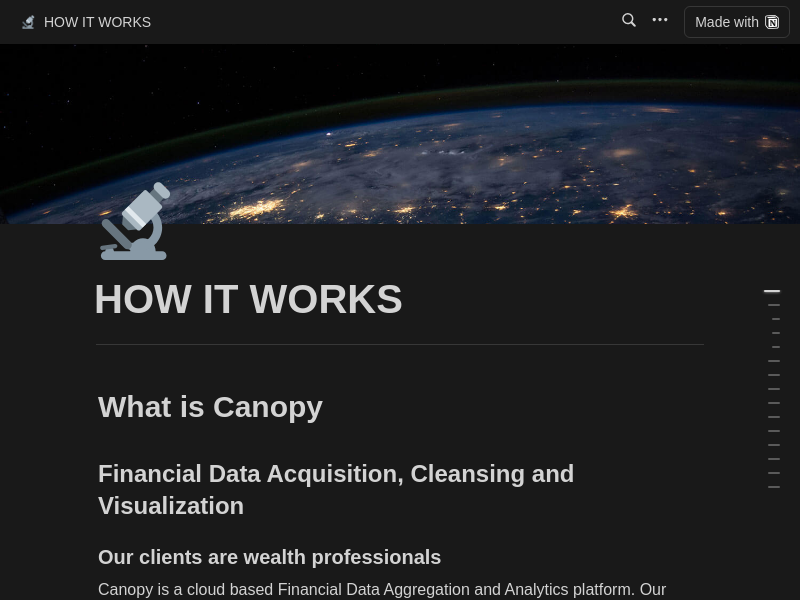 HOW IT WORKS
Made with
HOW IT WORKS
What is Canopy
Financial Data Acquisition, Cleansing and
Visualization
Our clients are wealth professionals
Canopy is a cloud based Financial Data Aggregation and Analytics platform. Our